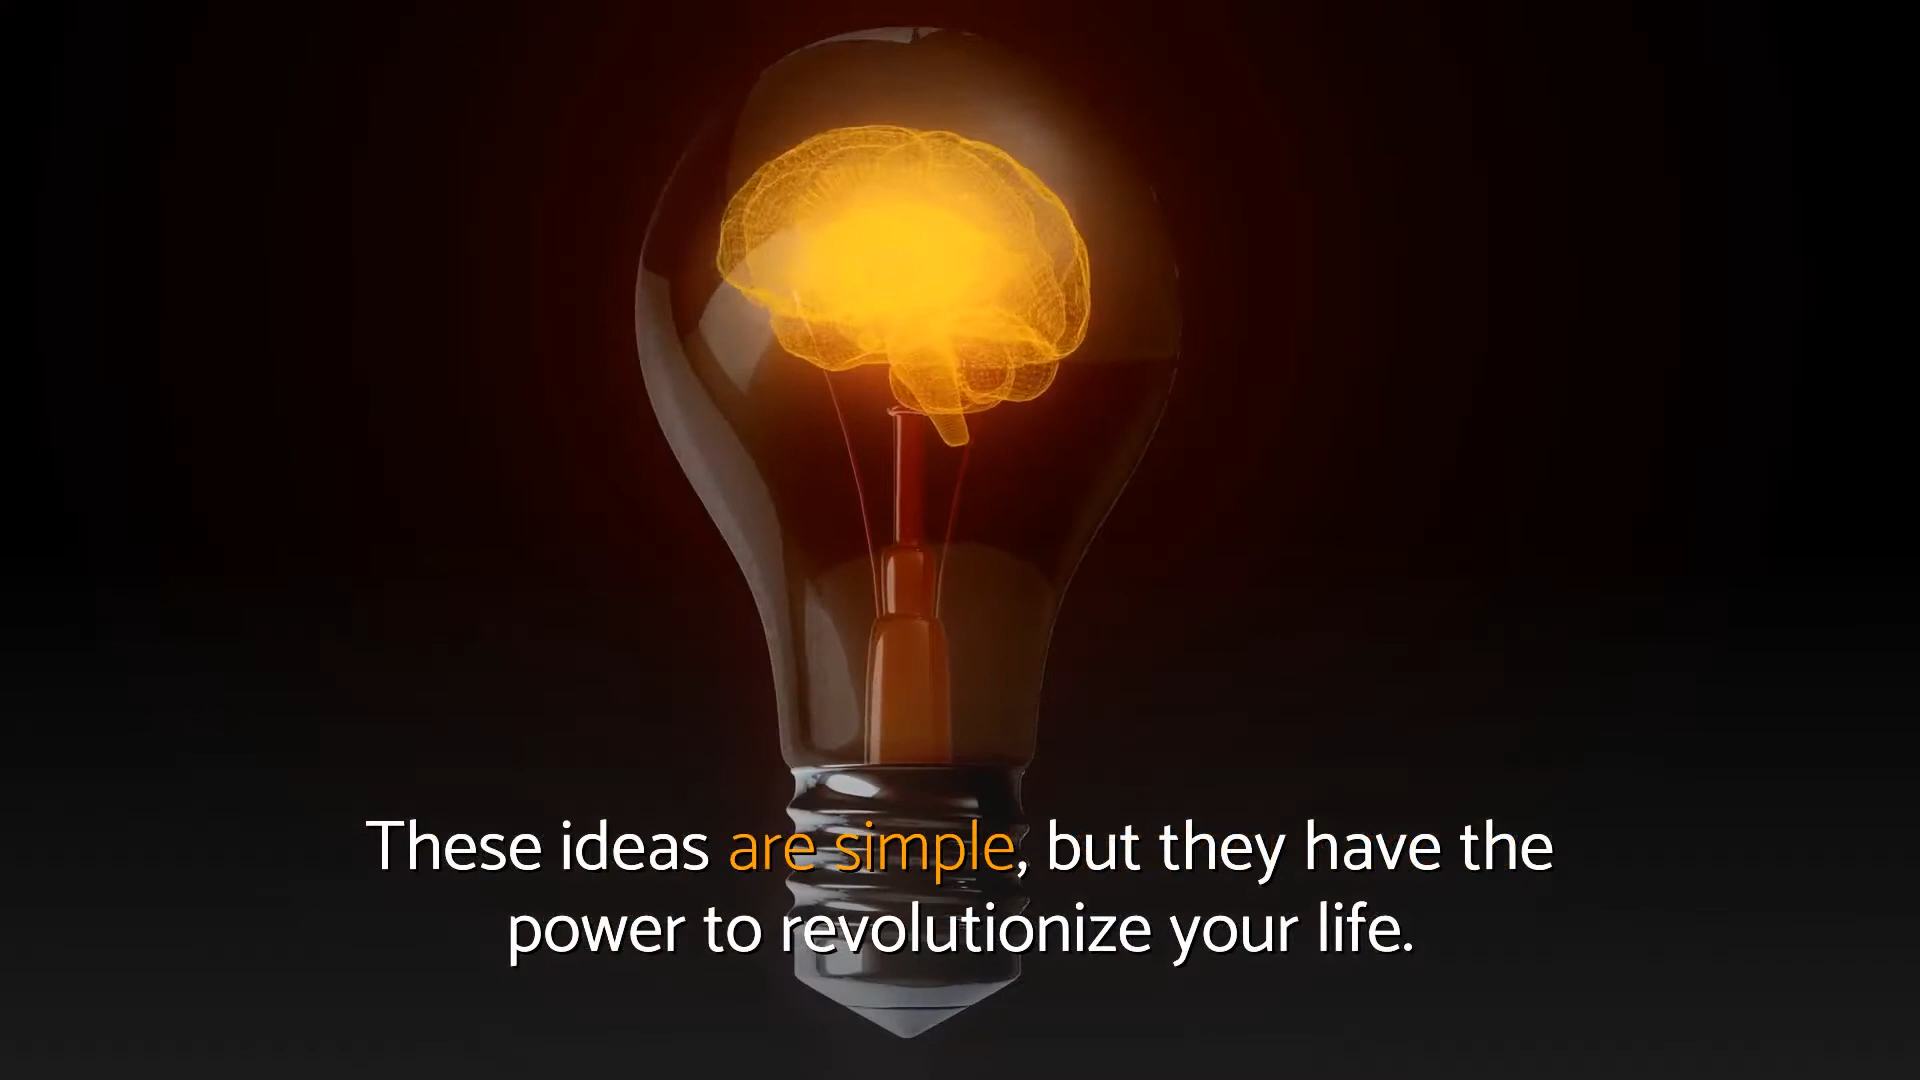 These ideas are simple, but they have the
power to revolutionize your life.